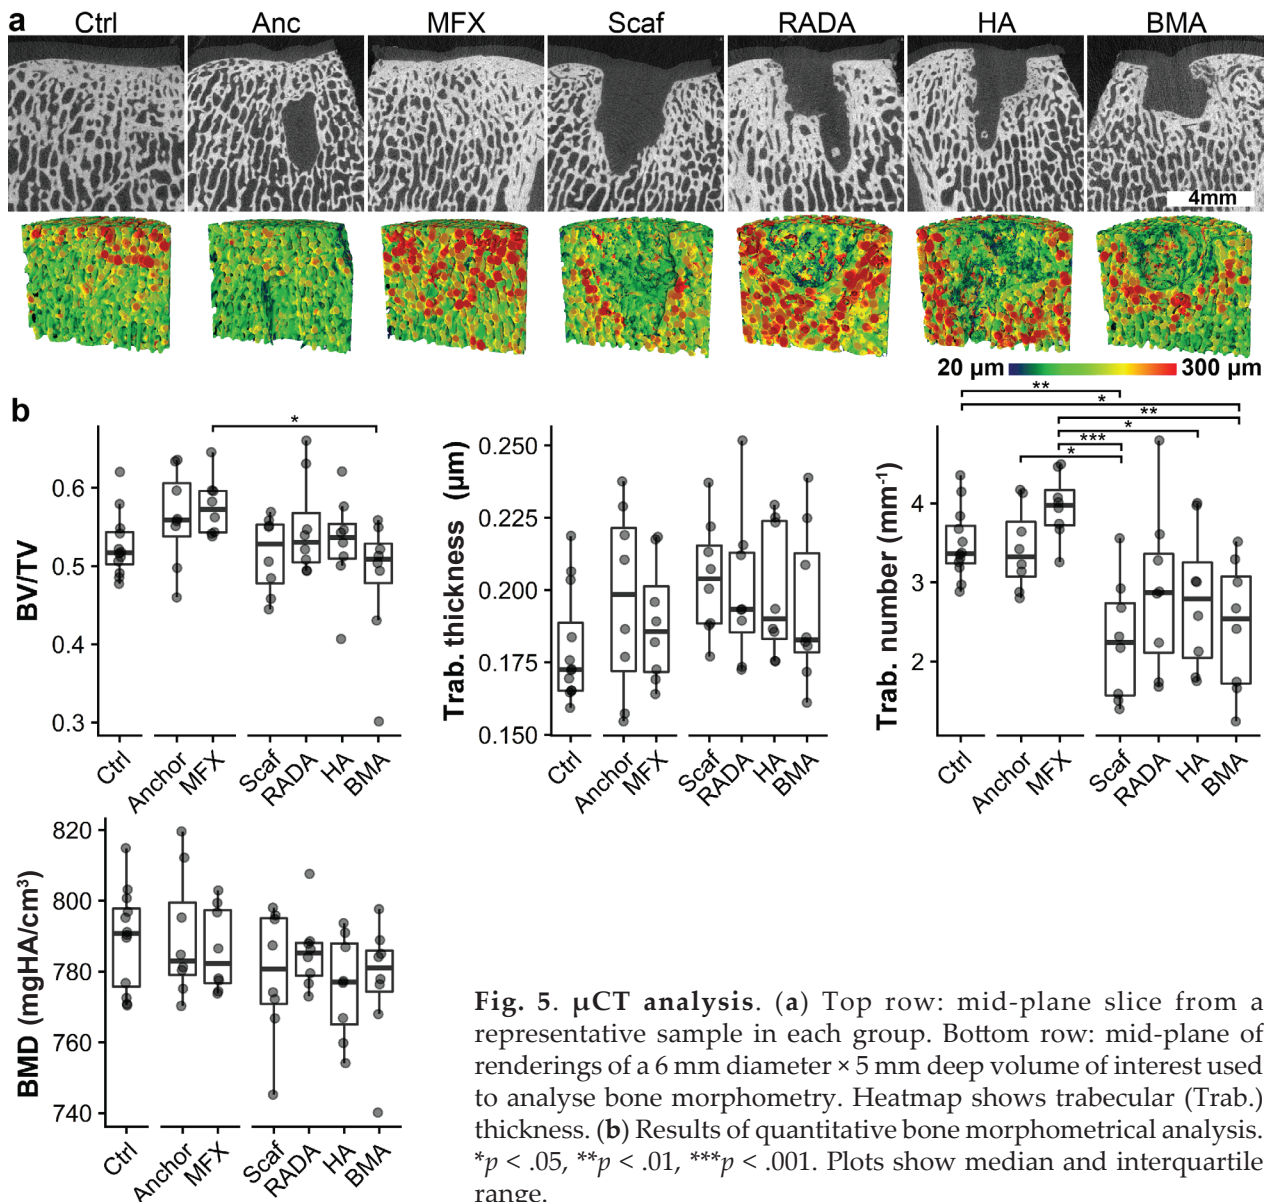 a
Ctrl Anc MFX Scaf RADA HA BMA
4mm
20 µm 300 µm
b
BV/TV
0.6
0.5
0.4
0.3
Ctrl Anchor MFX Scaf RADA HA BMA
*
Trab. thickness (µm)
0.250
0.225
0.200
0.175
0.150
Ctrl Anchor MFX Scaf RADA HA BMA
Trab. number (mm⁻¹)
4
3
2
**
*
**
*
***
*
Ctrl Anchor MFX Scaf RADA HA BMA
BMD (mgHA/cm³)
820
800
780
760
740
Ctrl Anchor MFX Scaf RADA HA BMA
Fig. 5. µCT analysis. (a) Top row: mid-plane slice from a
representative sample in each group. Bottom row: mid-plane of
renderings of a 6 mm diameter × 5 mm deep volume of interest used
to analyse bone morphometry. Heatmap shows trabecular (Trab.)
thickness. (b) Results of quantitative bone morphometrical analysis.
*p < .05, **p < .01, ***p < .001. Plots show median and interquartile
range.